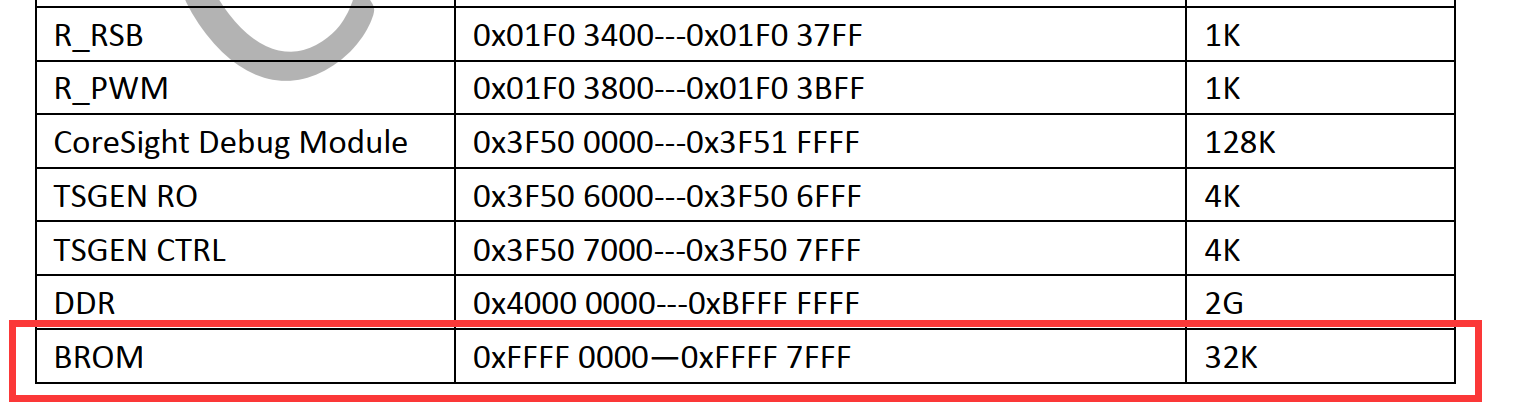 R_RSB 0x01F0 3400---0x01F0 37FF 1K
R_PWM 0x01F0 3800---0x01F0 3BFF 1K
CoreSight Debug Module 0x3F50 0000---0x3F51 FFFF 128K
TSGEN RO 0x3F50 6000---0x3F50 6FFF 4K
TSGEN CTRL 0x3F50 7000---0x3F50 7FFF 4K
DDR 0x4000 0000---0xBFFF FFFF 2G
BROM 0xFFFF 0000—0xFFFF 7FFF 32K